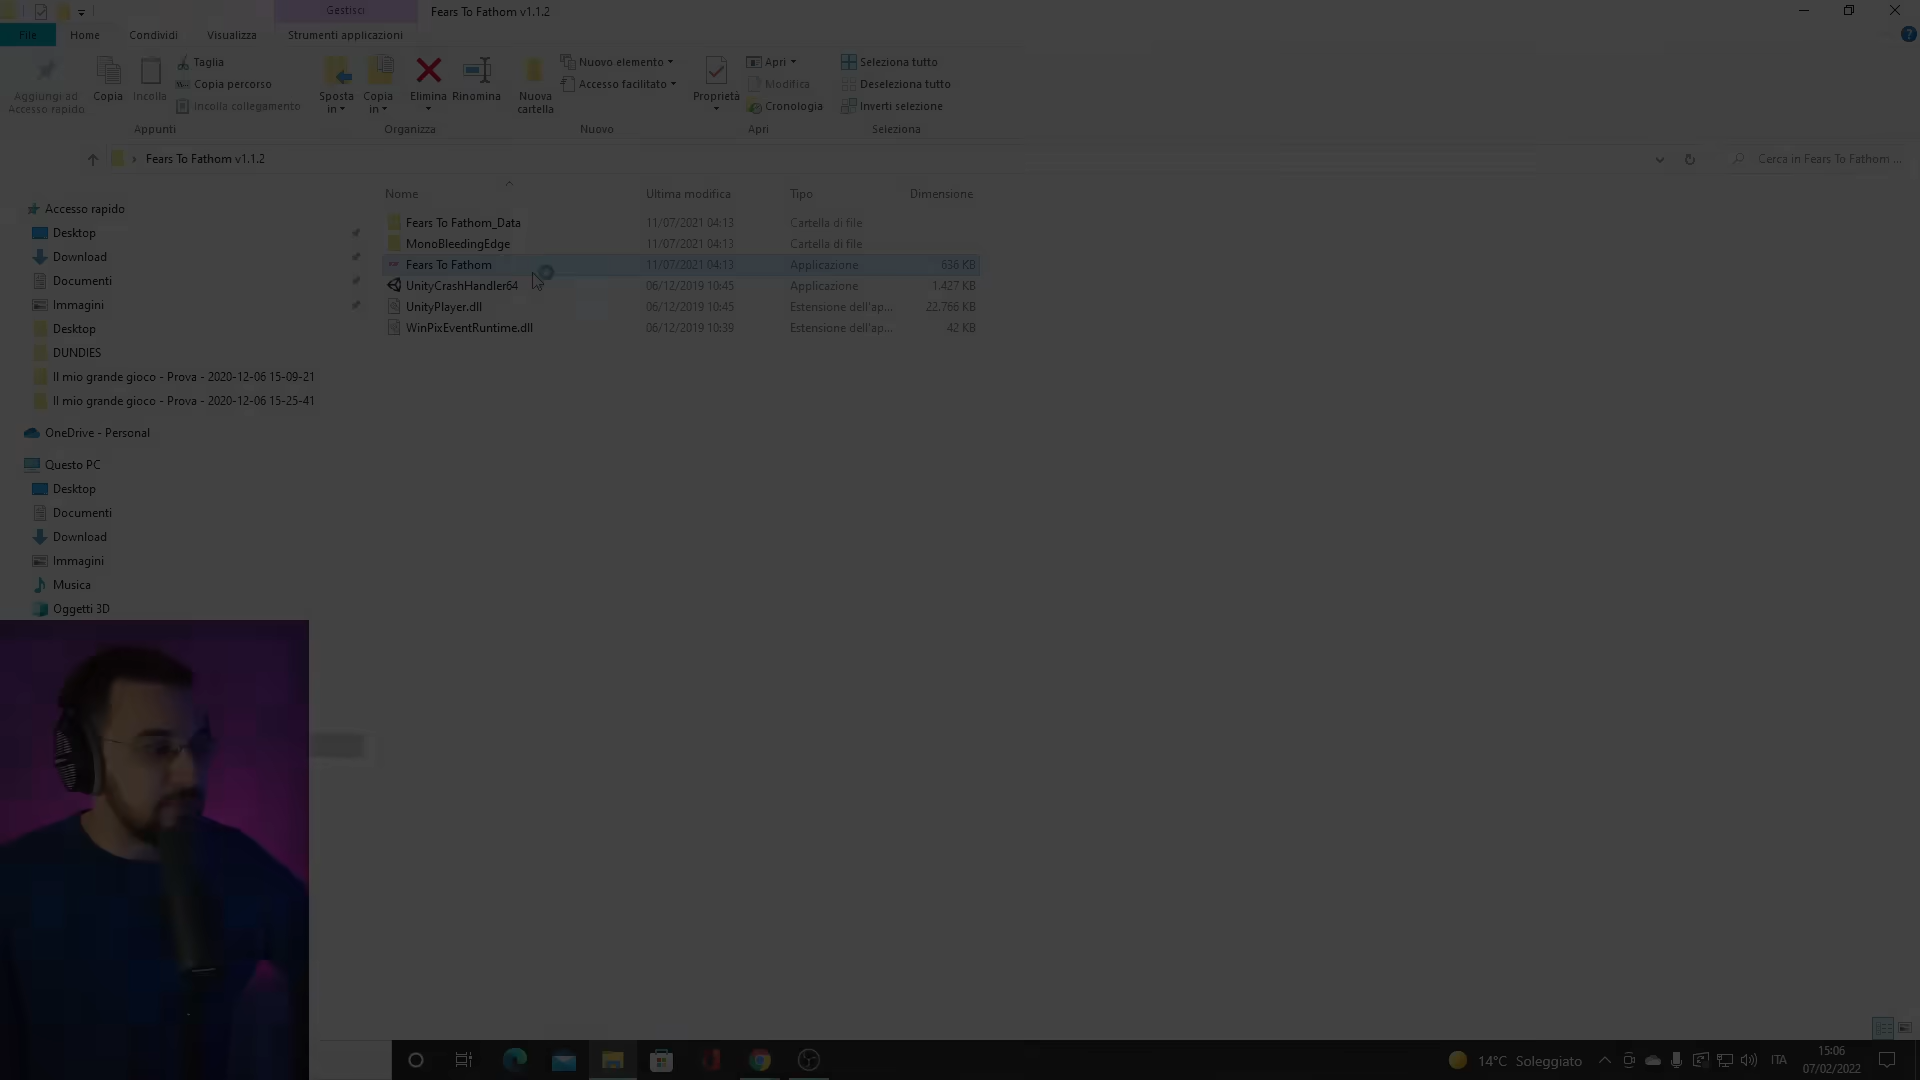 Gestisci
Fears To Fathom v1.1.2
File
Home
Condividi
Visualizza
Strumenti applicazioni
Aggiungi ad
Accesso rapido
Copia
Incolla
Taglia
Copia percorso
Incolla collegamento
Appunti
Sposta
in
Copia
in
Elimina
Rinomina
Organizza
Nuova
cartella
Nuovo elemento
Accesso facilitato
Nuovo
Proprietà
Apri
Modifica
Cronologia
Apri
Seleziona tutto
Deseleziona tutto
Inverti selezione
Seleziona
Fears To Fathom v1.1.2
Cerca in Fears To Fathom ...
Nome
Ultima modifica
Tipo
Dimensione
Fears To Fathom_Data 11/07/2021 04:13 Cartella di file
MonoBleedingEdge 11/07/2021 04:13 Cartella di file
Fears To Fathom 11/07/2021 04:13 Applicazione 636 KB
UnityCrashHandler64 06/12/2019 10:45 Applicazione 1.427 KB
UnityPlayer.dll 06/12/2019 10:45 Estensione dell'ap... 22.766 KB
WinPixEventRuntime.dll 06/12/2019 10:39 Estensione dell'ap... 42 KB
Accesso rapido
Desktop
Download
Documenti
Immagini
Desktop
DUNDIES
Il mio grande gioco - Prova - 2020-12-06 15-09-21
Il mio grande gioco - Prova - 2020-12-06 15-25-41
OneDrive - Personal
Questo PC
Desktop
Documenti
Download
Immagini
Musica
Oggetti 3D
14°C Soleggiato
ITA
15:06
07/02/2022